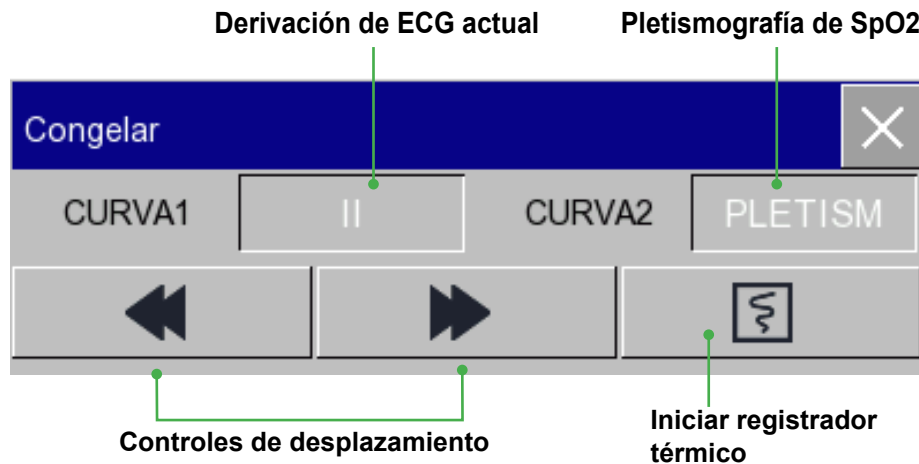 Derivación de ECG actual
Pletismografía de SpO2
Congelar
CURVA1
II
CURVA2
PLETISM
Controles de desplazamiento
Iniciar registrador
térmico